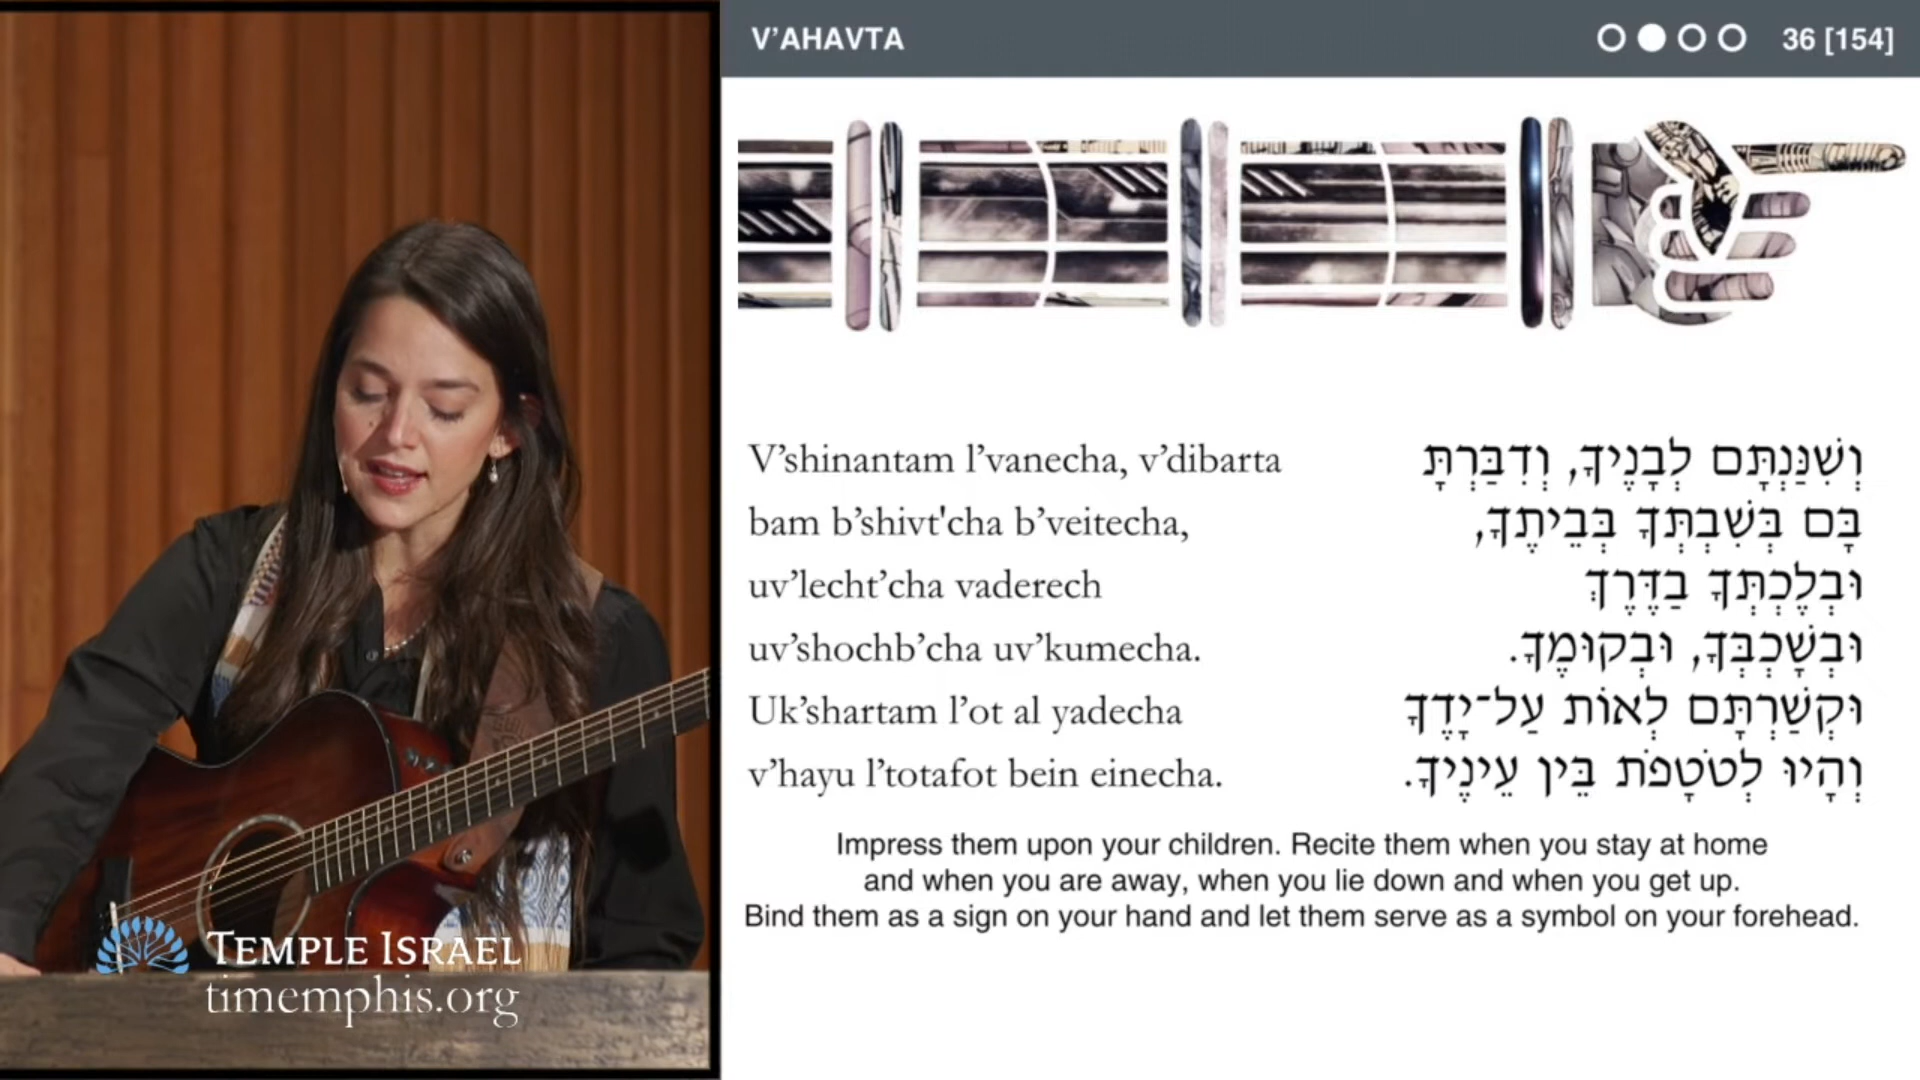 V’AHAVTA
36 [154]
V’shinantam l’vanecha, v’dibarta
bam b’shivt'cha b’veitecha,
uv’lecht’cha vaderech
uv’shochb’cha uv’kumecha.
Uk’shartam l’ot al yadecha
v’hayu l’totafot bein einecha.
וְשִׁנַּנְתָּם לְבָנֶיךָ, וְדִבַּרְתָּ
בָּם בְּשִׁבְתְּךָ בְּבֵיתֶךָ,
וּבְלֶכְתְּךָ בַדֶּרֶךְ
וּבְשָׁכְבְּךָ, וּבְקוּמֶךָ.
וּקְשַׁרְתָּם לְאוֹת עַל־יָדֶךָ
וְהָיוּ לְטֹטָפֹת בֵּין עֵינֶיךָ.
Impress them upon your children. Recite them when you stay at home
and when you are away, when you lie down and when you get up.
Bind them as a sign on your hand and let them serve as a symbol on your forehead.
TEMPLE ISRAEL
timemphis.org